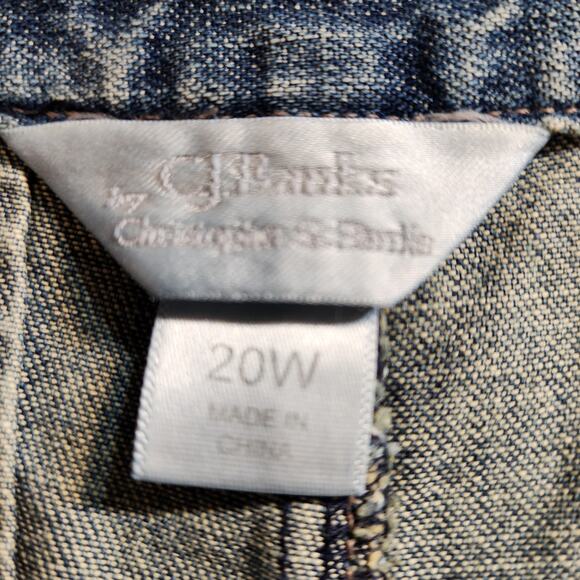 CJ Banks
by
Christopher & Banks
20W
MADE IN
CHINA